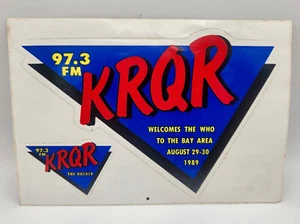 97.3
FM
KRQR
WELCOMES THE WHO
TO THE BAY AREA
AUGUST 29-30
1989
97.3
FM
KRQR
THE ROCKER